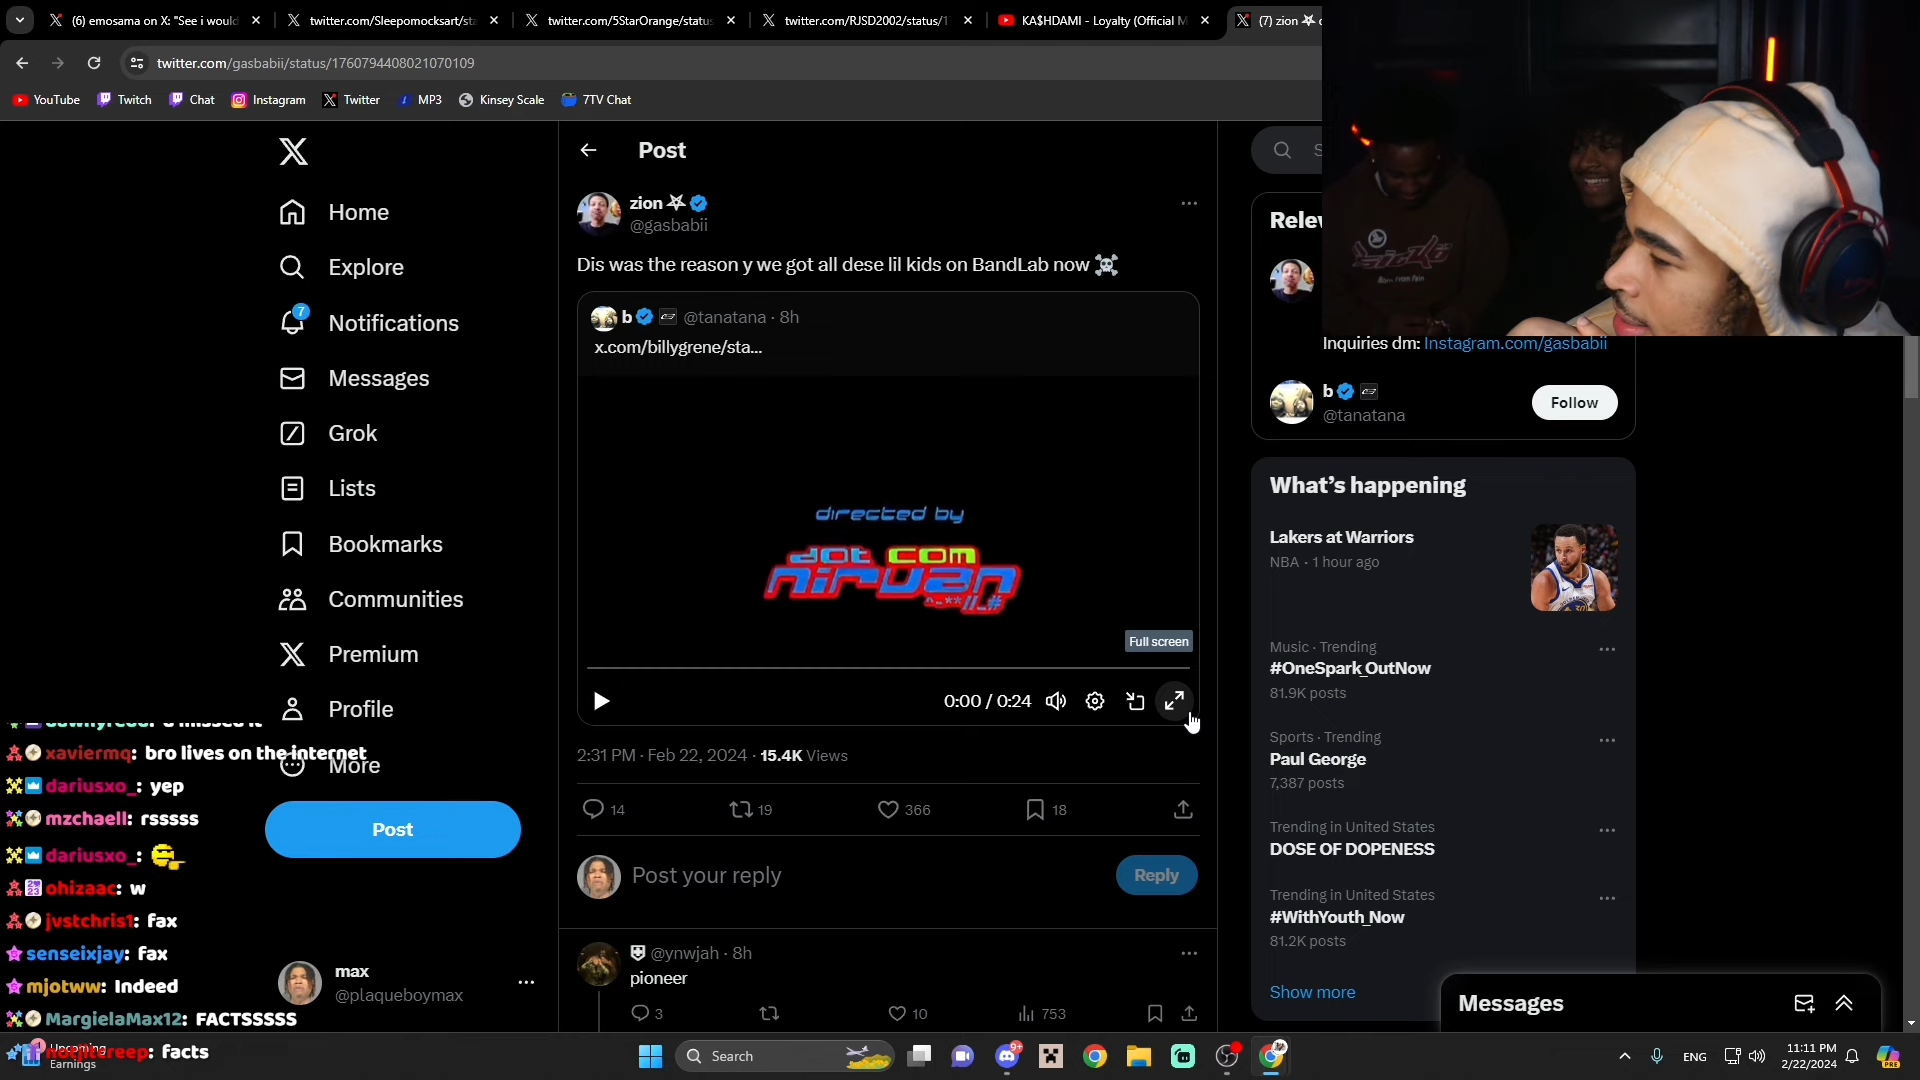 (6) emosama on X: "See i would
twitter.com/Sleepomocksart/sta
twitter.com/5StarOrange/status
twitter.com/RJSD2002/status/1
KA$HDAMI - Loyalty (Official M
(7) zion
twitter.com/gasbabii/status/1760794408021070109
YouTube
Twitch
Chat
Instagram
Twitter
MP3
Kinsey Scale
7TV Chat
Home
Explore
7
Notifications
Messages
Grok
Lists
Bookmarks
Communities
Premium
Profile
More
Post
max
@plaqueboymax
Post
zion
@gasbabii
Dis was the reason y we got all dese lil kids on BandLab now ☠️
b @tanatana · 8h
x.com/billygrene/sta...
directed by
dot com
nirvan
Full screen
0:00 / 0:24
2:31 PM · Feb 22, 2024 · 15.4K Views
14
19
366
18
Post your reply
Reply
@ynwjah · 8h
pioneer
3
10
753
Inquiries dm: Instagram.com/gasbabii
b
@tanatana
Follow
What's happening
Lakers at Warriors
NBA · 1 hour ago
Music · Trending
#OneSpark_OutNow
81.9K posts
Sports · Trending
Paul George
7,387 posts
Trending in United States
DOSE OF DOPENESS
Trending in United States
#WithYouth_Now
81.2K posts
Show more
Messages
xaviermq: bro lives on the internet
dariusxo_: yep
mzchaell: rsssss
dariusxo_:
ohizaac: w
jvstchris1: fax
senseixjay: fax
mjotww: Indeed
MargielaMax12: FACTSSSSS
facts
Upcoming
Earnings
Search
9+
ENG
11:11 PM
2/22/2024
PRE